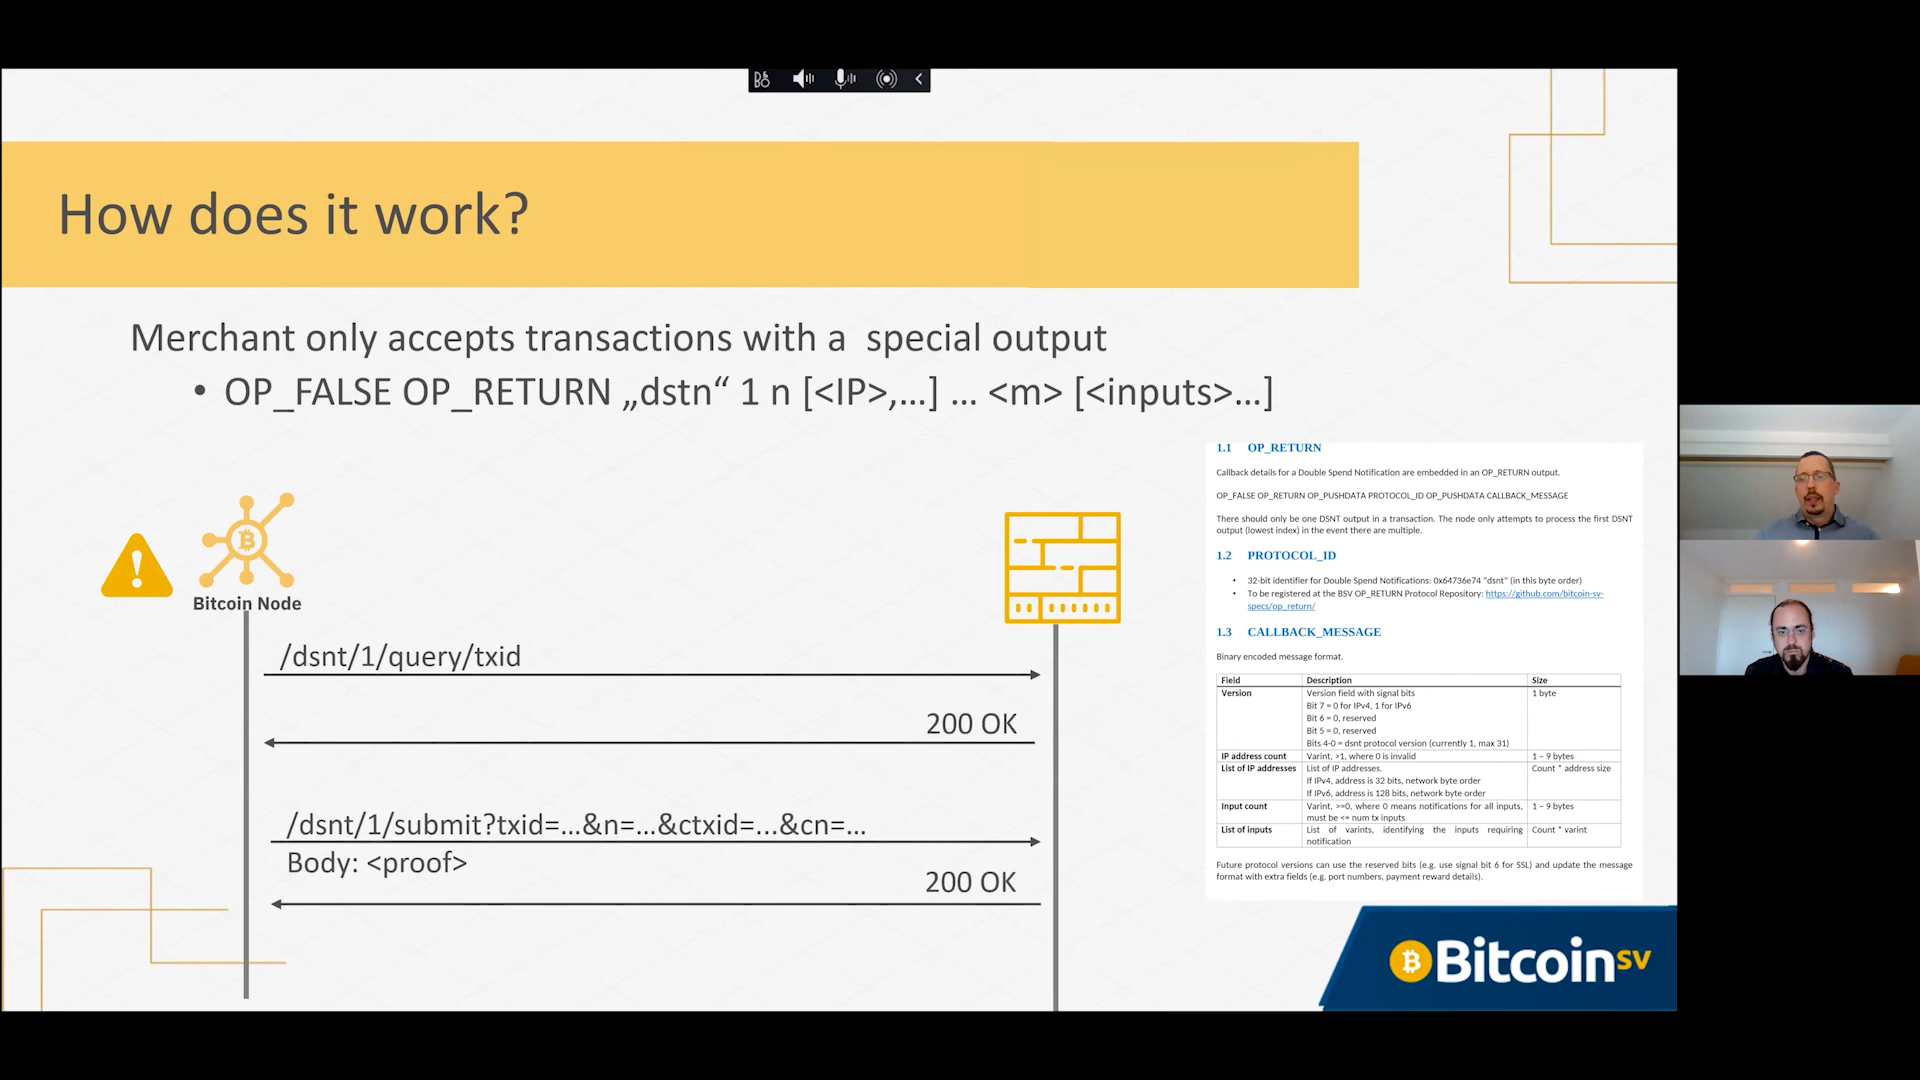 How does it work?
Merchant only accepts transactions with a special output
• OP_FALSE OP_RETURN „dstn“ 1 n [<IP>,...] ... <m> [<inputs>...]
Bitcoin Node
/dsnt/1/query/txid
200 OK
/dsnt/1/submit?txid=...&n=...&ctxid=...&cn=...
Body: <proof>
200 OK
1.1 OP_RETURN
Callback details for a Double Spend Notification are embedded in an OP_RETURN output.
OP_FALSE OP_RETURN OP_PUSHDATA PROTOCOL_ID OP_PUSHDATA CALLBACK_MESSAGE
There should only be one DSNT output in a transaction. The node only attempts to process the first DSNT
output (lowest index) in the event there are multiple.
1.2 PROTOCOL_ID
• 32-bit identifier for Double Spend Notifications: 0x64736e74 "dsnt" (in this byte order)
• To be registered at the BSV OP_RETURN Protocol Repository: https://github.com/bitcoin-sv-
specs/op_return/
1.3 CALLBACK_MESSAGE
Binary encoded message format.
Field Description Size
Version Version field with signal bits 1 byte
Bit 7 = 0 for IPv4, 1 for IPv6
Bit 6 = 0, reserved
Bit 5 = 0, reserved
Bits 4-0 = dsnt protocol version (currently 1, max 31)
IP address count Varint, >1, where 0 is invalid 1 – 9 bytes
List of IP addresses List of IP addresses. Count * address size
If IPv4, address is 32 bits, network byte order
If IPv6, address is 128 bits, network byte order
Input count Varint, >=0, where 0 means notifications for all inputs, 1 – 9 bytes
must be <= num tx inputs
List of inputs List of varints, identifying the inputs requiring Count * varint
notification
Future protocol versions can use the reserved bits (e.g. use signal bit 6 for SSL) and update the message
format with extra fields (e.g. port numbers, payment reward details).
Bitcoin SV